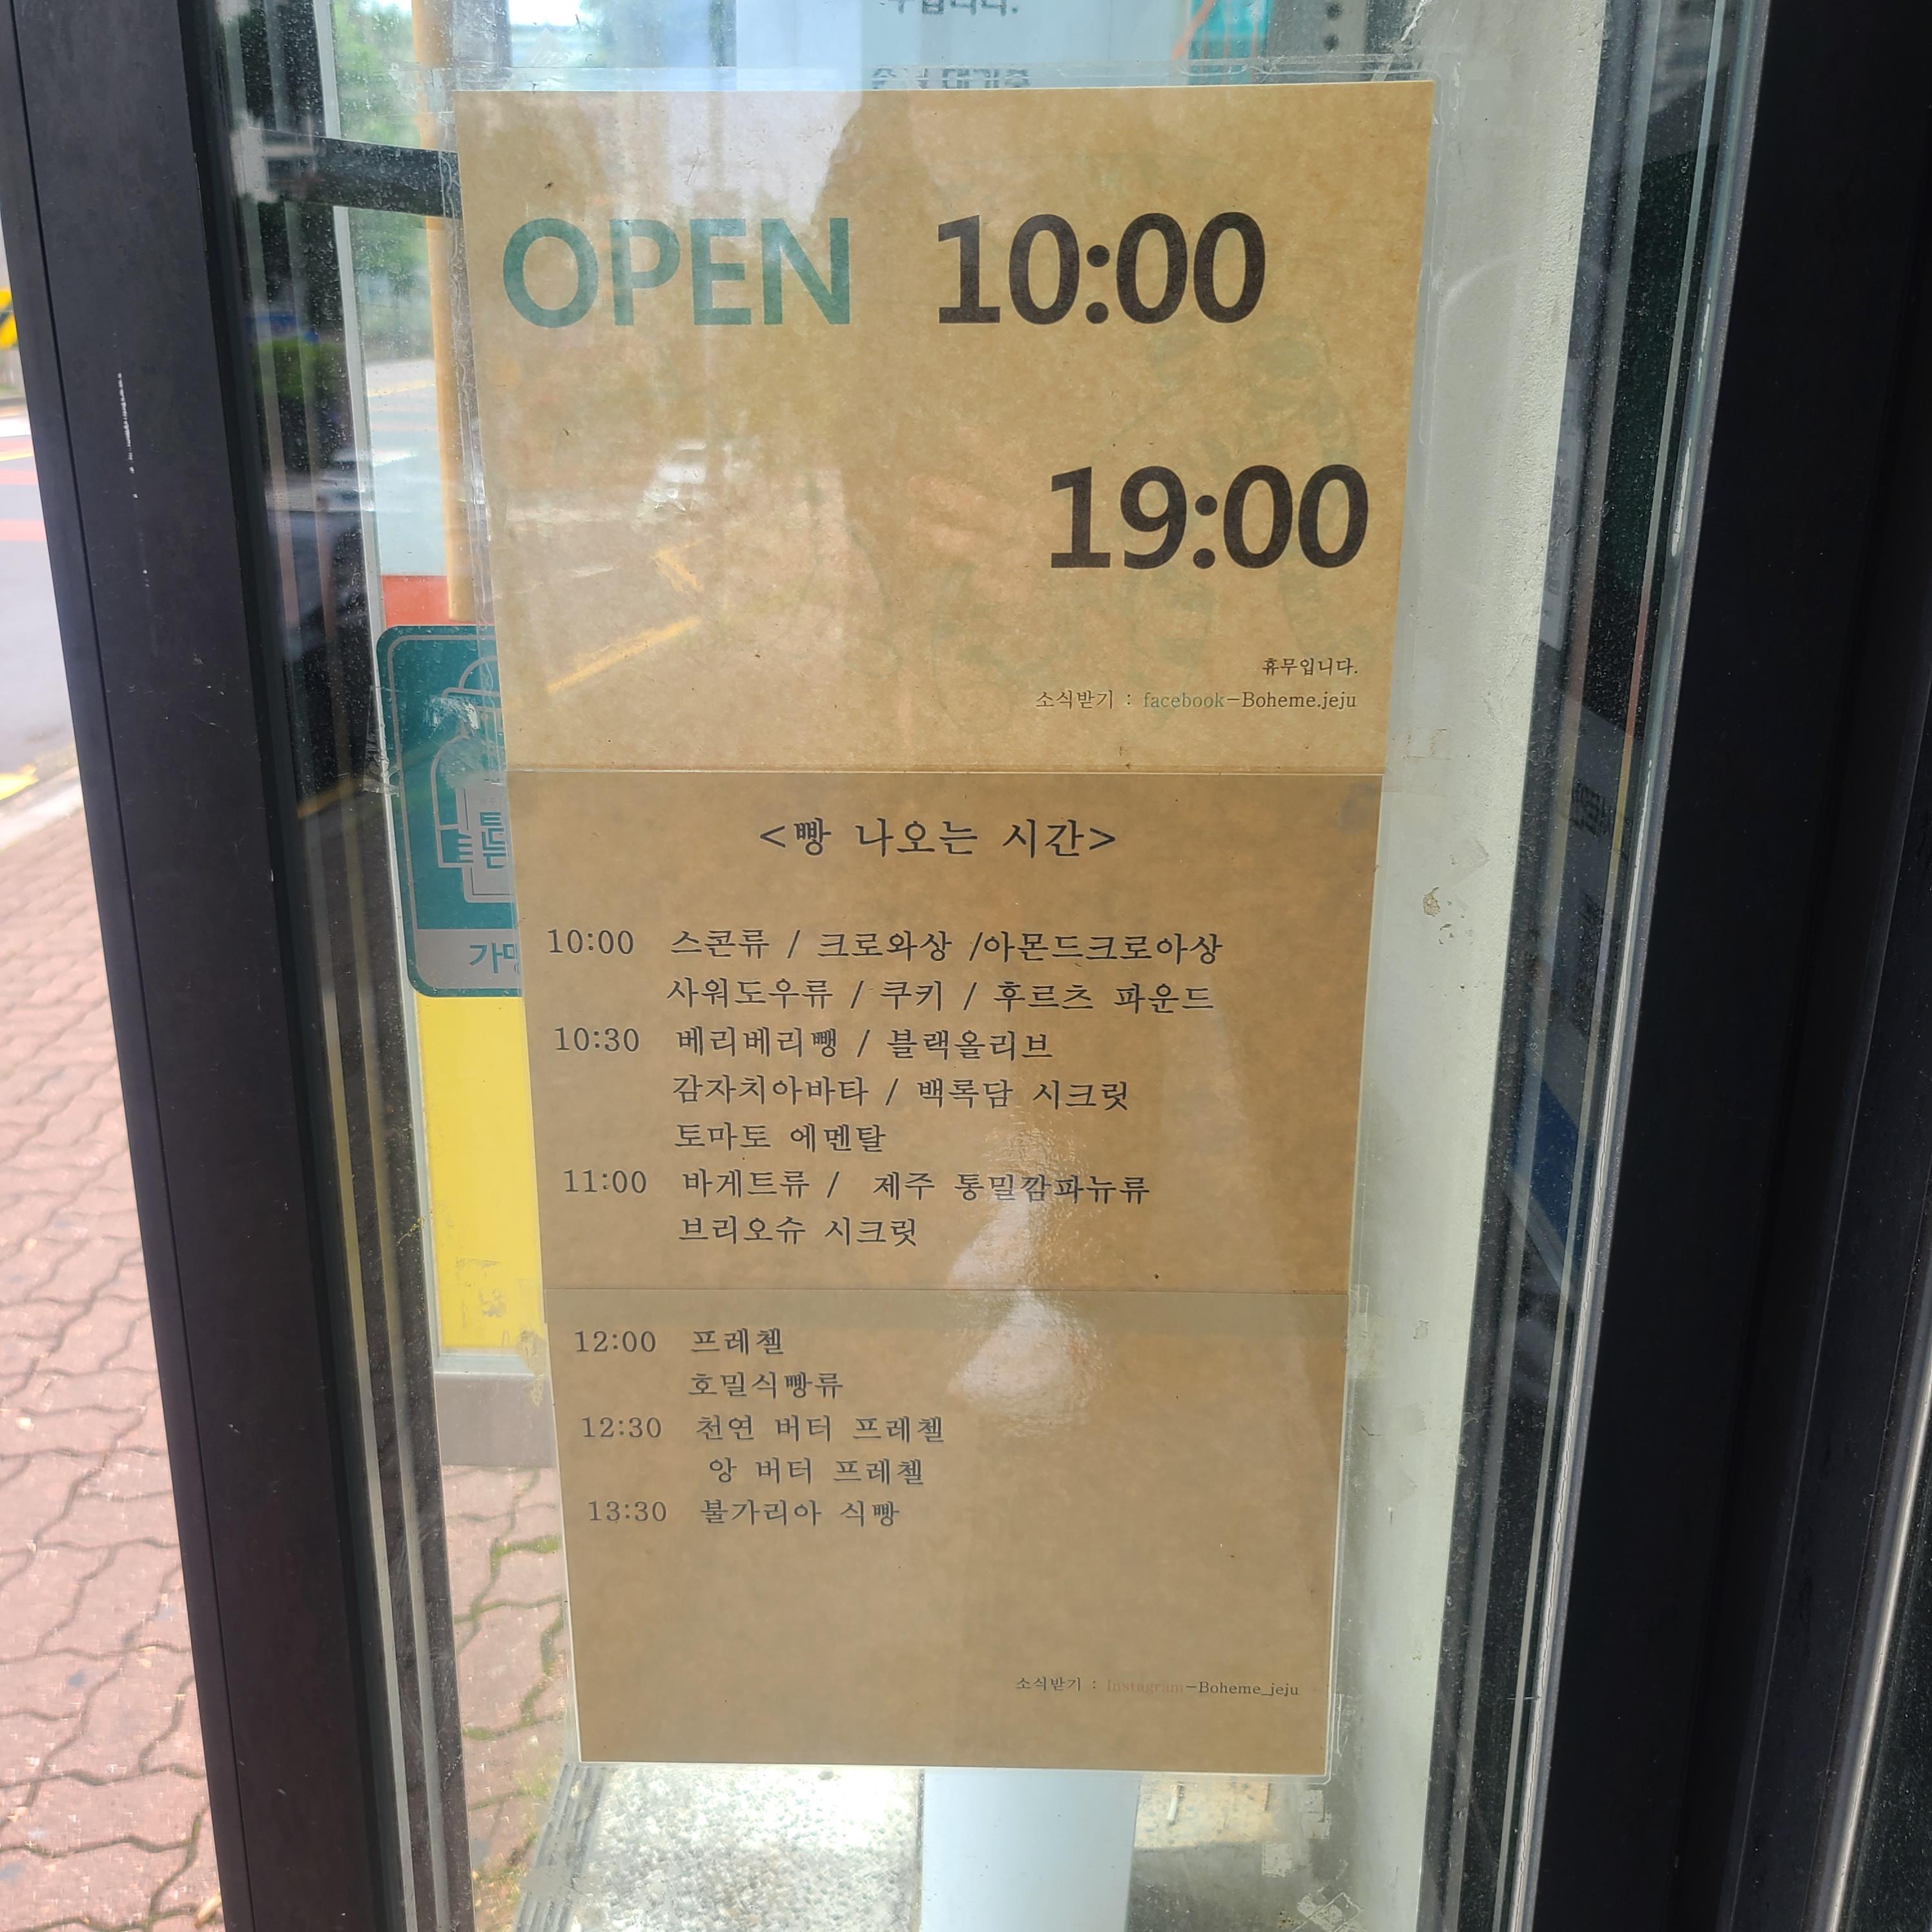 OPEN 10:00
19:00
휴무입니다.
소식받기 : facebook-Boheme.jeju
<빵 나오는 시간>
10:00 스콘류 / 크로와상 /아몬드크로아상
사워도우류 / 쿠키 / 후르츠 파운드
10:30 베리베리뺑 / 블랙올리브
감자치아바타 / 백록담 시크릿
토마토 에멘탈
11:00 바게트류 / 제주 통밀깜파뉴류
브리오슈 시크릿
12:00 프레첼
호밀식빵류
12:30 천연 버터 프레첼
앙 버터 프레첼
13:30 불가리아 식빵
소식받기 : Instagram-Boheme_jeju